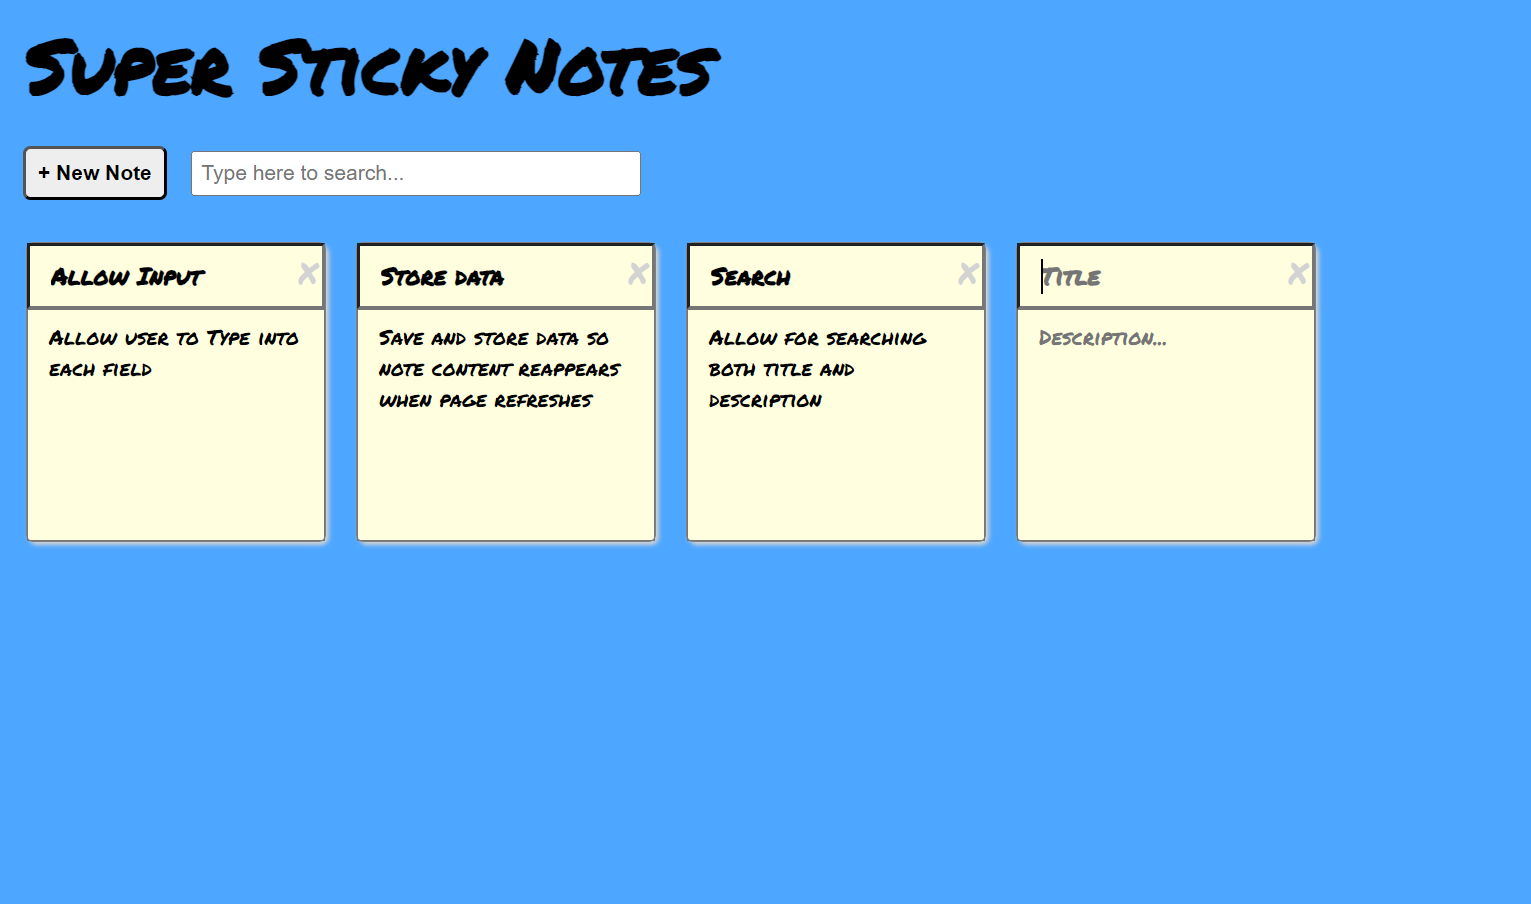 Super Sticky Notes
+ New Note
Type here to search...
Allow Input
✘
Allow user to Type into
each field
Store data
✘
Save and store data so
note content reappears
when page refreshes
Search
✘
Allow for searching
both title and
description
Title
✘
Description...